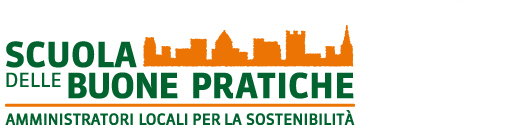 SCUOLA
DELLE BUONE PRATICHE
AMMINISTRATORI LOCALI PER LA SOSTENIBILITÀ